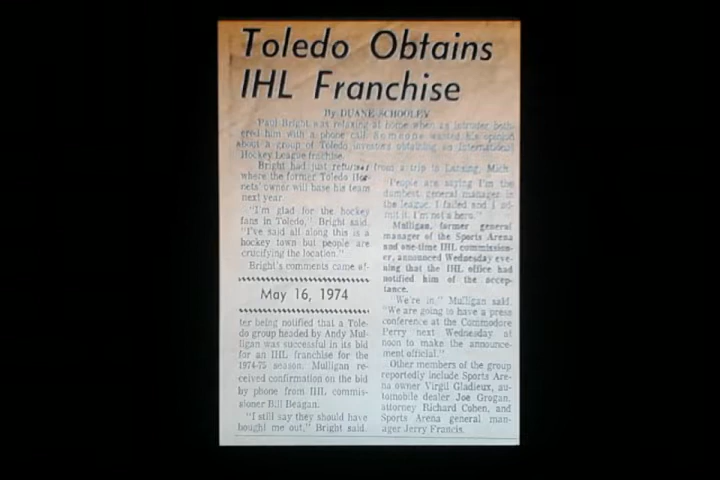 Toledo Obtains
IHL Franchise
By DUANE SCHOOLEY
Paul Bright was relaxing at home when an intruder both-
ered him with a phone call. Someone wanted his opinion
about a group of Toledo investors obtaining an International
Hockey League franchise.
Bright had just returned from a trip to Lansing, Mich.
where the former Toledo Hor-
nets' owner will base his team
next year.
"I'm glad for the hockey
fans in Toledo," Bright said.
"I've said all along this is a
hockey town but people are
crucifying the location."
Bright's comments came af-
May 16, 1974
ter being notified that a Tole-
do group headed by Andy Mul-
ligan was successful in its bid
for an IHL franchise for the
1974-75 season. Mulligan re-
ceived confirmation on the bid
by phone from IHL commis-
sioner Bill Beagan.
"I still say they should have
bought me out," Bright said.
"People are saying I'm the
dumbest general manager in
the league. I failed and I ad-
mit it. I'm not a hero."
Mulligan, former general
manager of the Sports Arena
and one-time IHL commission-
er, announced Wednesday eve-
ning that the IHL office had
notified him of the accep-
tance.
"We're in," Mulligan said.
"We are going to have a press
conference at the Commodore
Perry next Wednesday at
noon to make the announce-
ment official."
Other members of the group
reportedly include Sports Are-
na owner Virgil Gladieux, au-
tomobile dealer Joe Grogan,
attorney Richard Cohen, and
Sports Arena general man-
ager Jerry Francis.